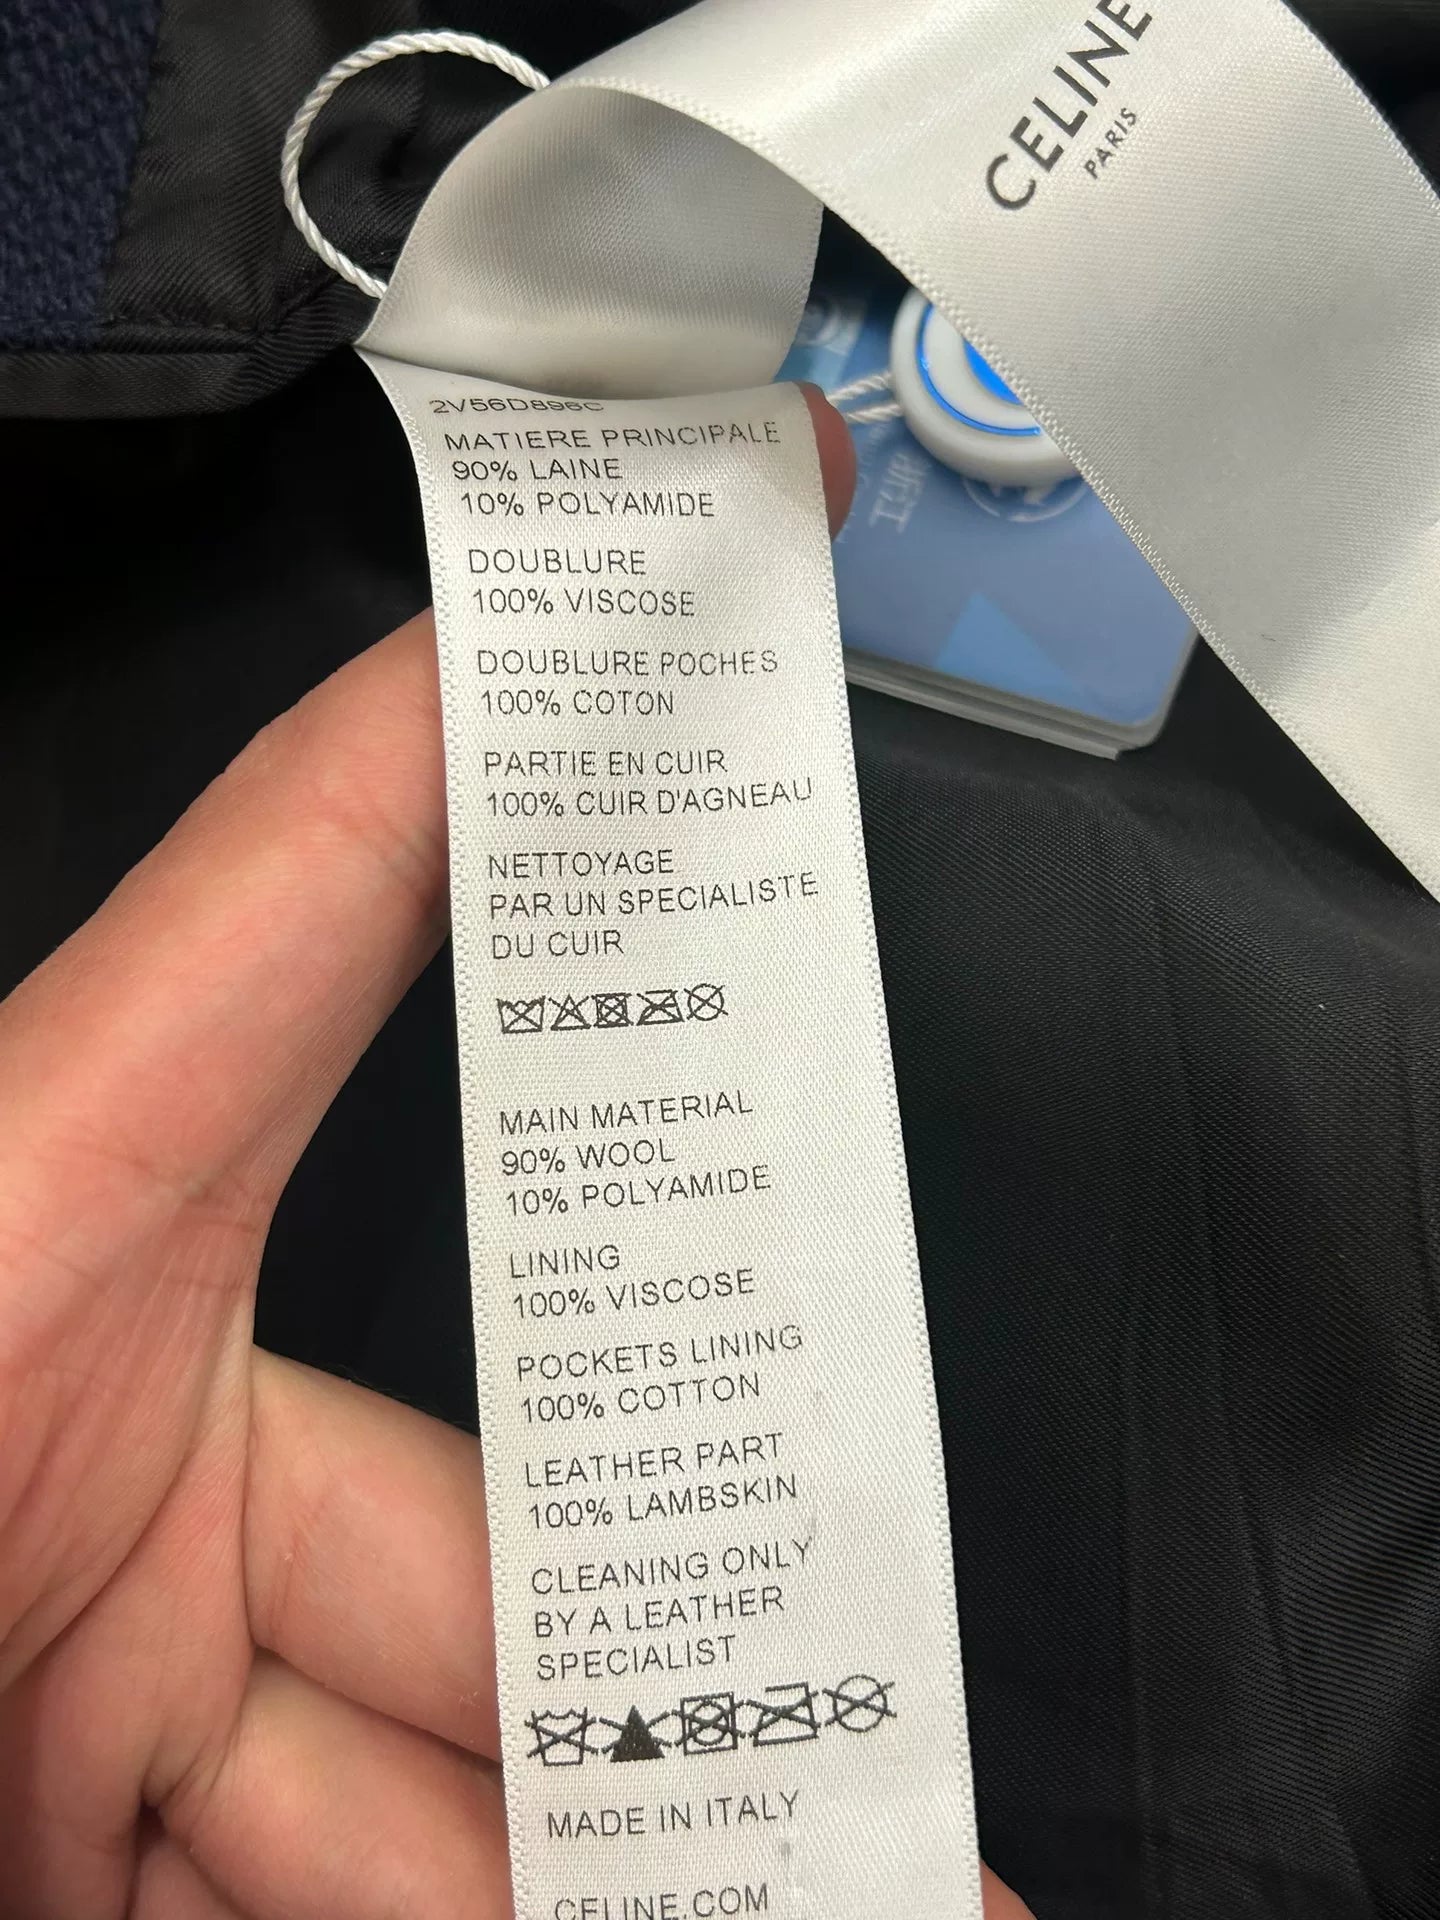 CELINE
PARIS
2V56D896C
MATIERE PRINCIPALE
90% LAINE
10% POLYAMIDE
DOUBLURE
100% VISCOSE
DOUBLURE POCHES
100% COTON
PARTIE EN CUIR
100% CUIR D'AGNEAU
NETTOYAGE
PAR UN SPECIALISTE
DU CUIR
MAIN MATERIAL
90% WOOL
10% POLYAMIDE
LINING
100% VISCOSE
POCKETS LINING
100% COTTON
LEATHER PART
100% LAMBSKIN
CLEANING ONLY
BY A LEATHER
SPECIALIST
MADE IN ITALY
CELINE.COM